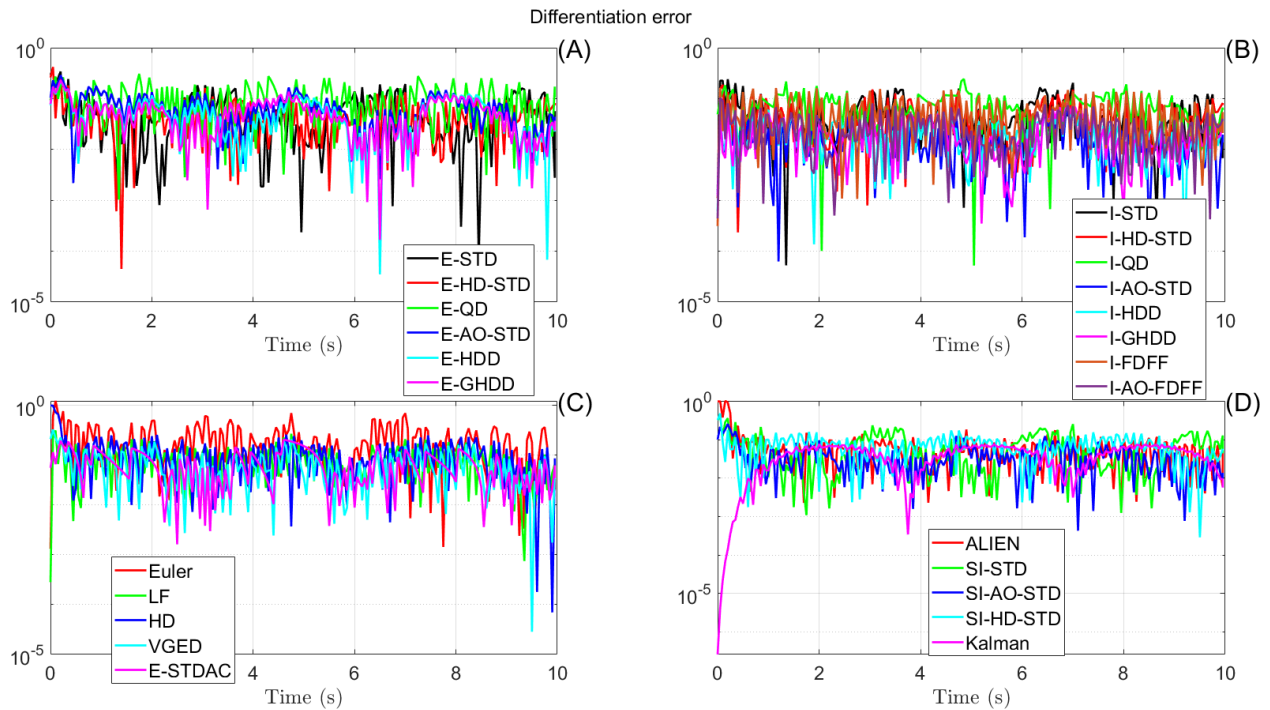 Differentiation error
(A)
10^0
10^-5
0 2 4 6 8 10
Time (s)
E-STD
E-HD-STD
E-QD
E-AO-STD
E-HDD
E-GHDD
(B)
10^0
10^-5
0 2 4 6 8 10
Time (s)
I-STD
I-HD-STD
I-QD
I-AO-STD
I-HDD
I-GHDD
I-FDFF
I-AO-FDFF
(C)
10^0
10^-5
0 2 4 6 8 10
Time (s)
Euler
LF
HD
VGED
E-STDAC
(D)
10^0
10^-5
0 2 4 6 8 10
Time (s)
ALIEN
SI-STD
SI-AO-STD
SI-HD-STD
Kalman